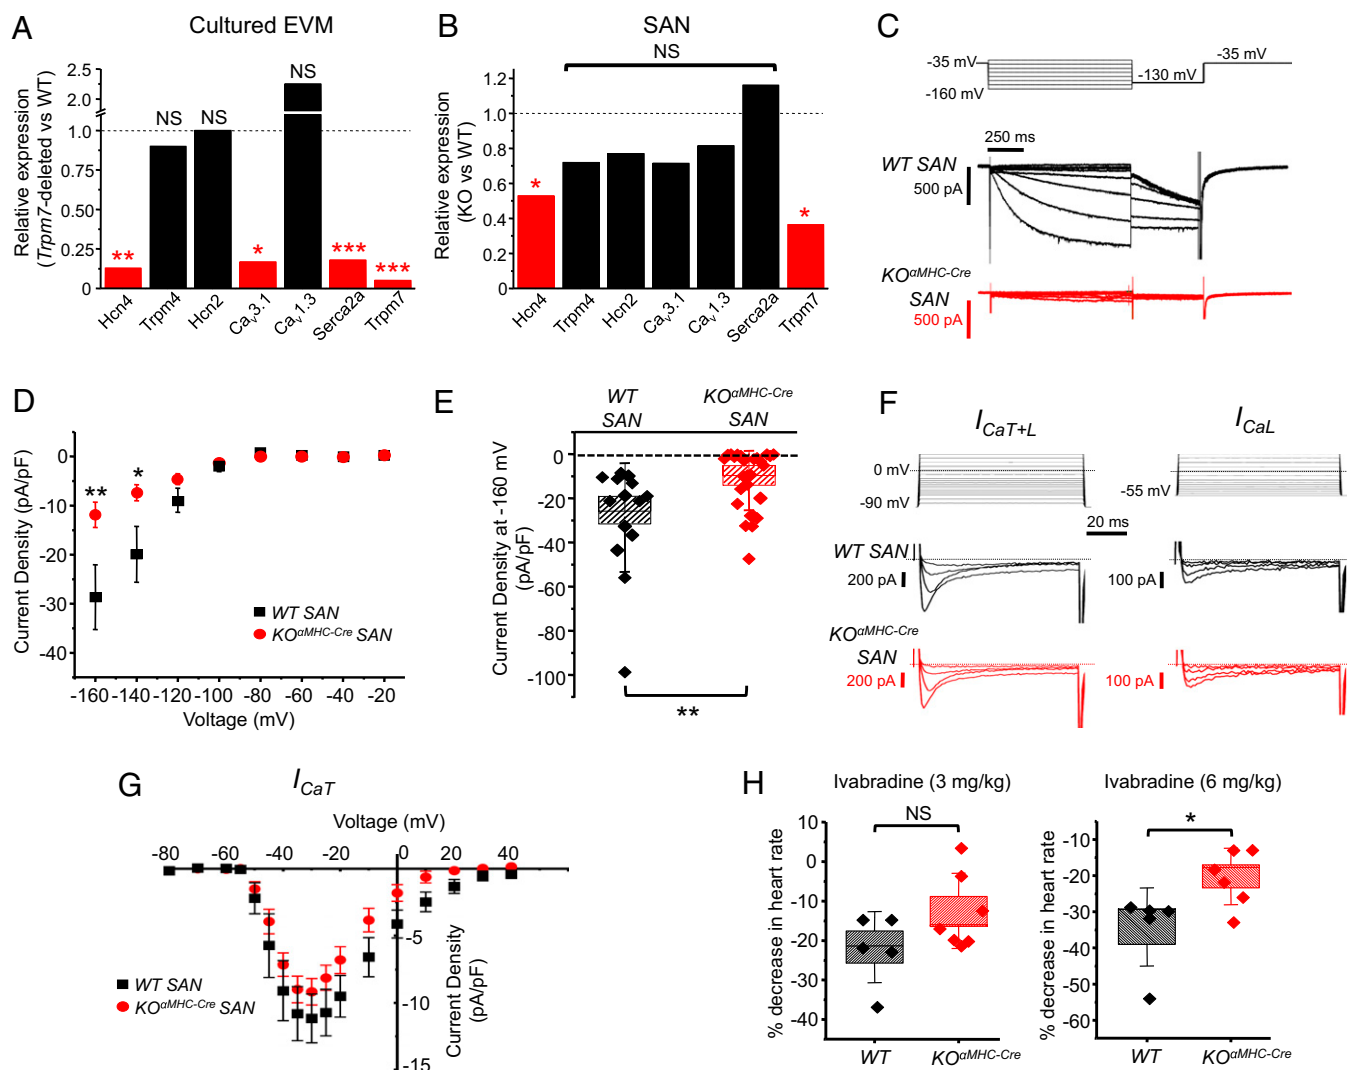 A
Cultured EVM
Relative expression
(Trpm7-deleted vs WT)
2.5
2.0
1.0
0.75
0.50
0.25
0
**
NS
NS
*
NS
***
***
Hcn4
Trpm4
Hcn2
Cav3.1
Cav1.3
Serca2a
Trpm7
B
SAN
NS
Relative expression
(KO vs WT)
1.2
1.0
0.8
0.6
0.4
0.2
0
*
*
Hcn4
Trpm4
Hcn2
Cav3.1
Cav1.3
Serca2a
Trpm7
C
-35 mV
-35 mV
-130 mV
-160 mV
250 ms
WT SAN
500 pA
KOαMHC-Cre
SAN
500 pA
D
Current Density (pA/pF)
0
-10
-20
-30
-40
**
*
WT SAN
KOαMHC-Cre SAN
-160
-140
-120
-100
-80
-60
-40
-20
Voltage (mV)
E
WT
SAN
KOαMHC-Cre
SAN
Current Density at -160 mV
(pA/pF)
0
-20
-40
-60
-80
-100
**
F
ICaT+L
ICaL
0 mV
-90 mV
-55 mV
20 ms
WT SAN
200 pA
100 pA
KOαMHC-Cre
SAN
200 pA
100 pA
G
ICaT
Voltage (mV)
-80
-60
-40
-20
0
20
40
-5
-10
-15
Current Density
(pA/pF)
WT SAN
KOαMHC-Cre SAN
H
Ivabradine (3 mg/kg)
NS
% decrease in heart rate
10
0
-10
-20
-30
-40
WT
KOαMHC-Cre
Ivabradine (6 mg/kg)
*
% decrease in heart rate
-10
-20
-30
-40
-50
-60
WT
KOαMHC-Cre